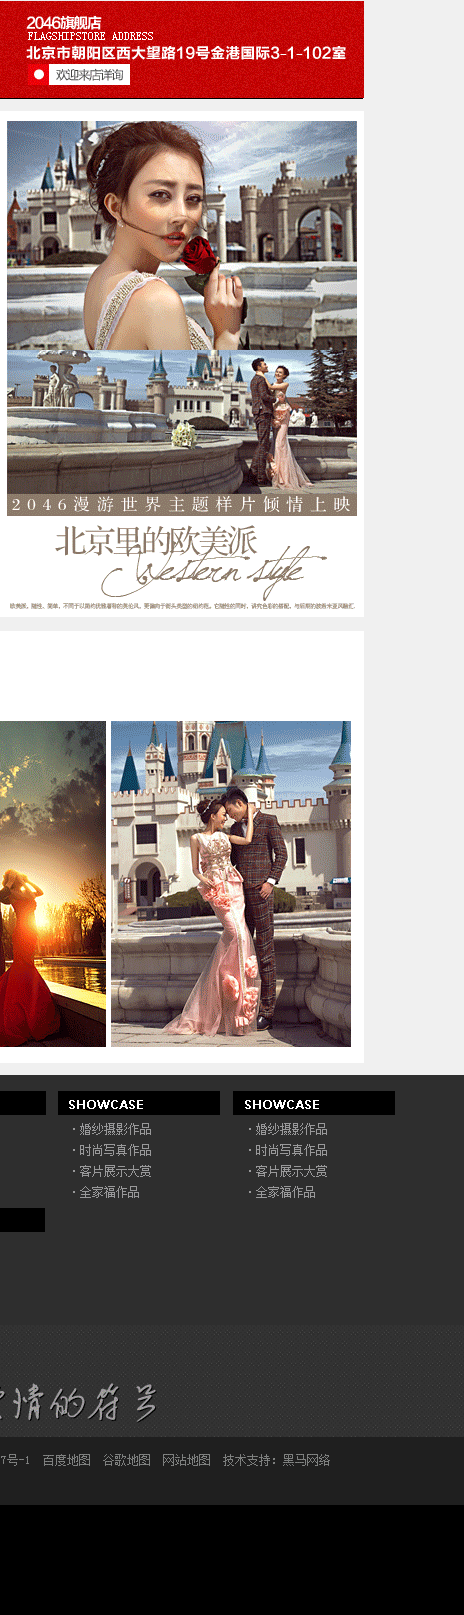 2046旗舰店
FLAGSHIPSTORE ADDRESS
北京市朝阳区西大望路19号金港国际3-1-102室
欢迎来店详询
2046漫游世界主题样片倾情上映
北京里的欧美派
Western style
SHOWCASE
·婚纱摄影作品
·时尚写真作品
·客片展示大赏
·全家福作品
SHOWCASE
·婚纱摄影作品
·时尚写真作品
·客片展示大赏
·全家福作品
情的符号
7号-1 百度地图 谷歌地图 网站地图 技术支持：黑马网络